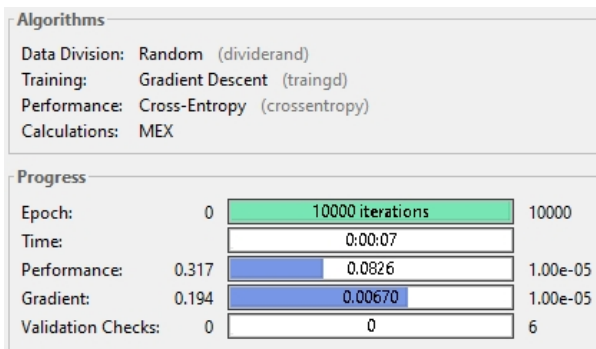 Algorithms
Data Division: Random (dividerand)
Training: Gradient Descent (traingd)
Performance: Cross-Entropy (crossentropy)
Calculations: MEX
Progress
Epoch: 0 10000 iterations 10000
Time: 0:00:07
Performance: 0.317 0.0826 1.00e-05
Gradient: 0.194 0.00670 1.00e-05
Validation Checks: 0 0 6